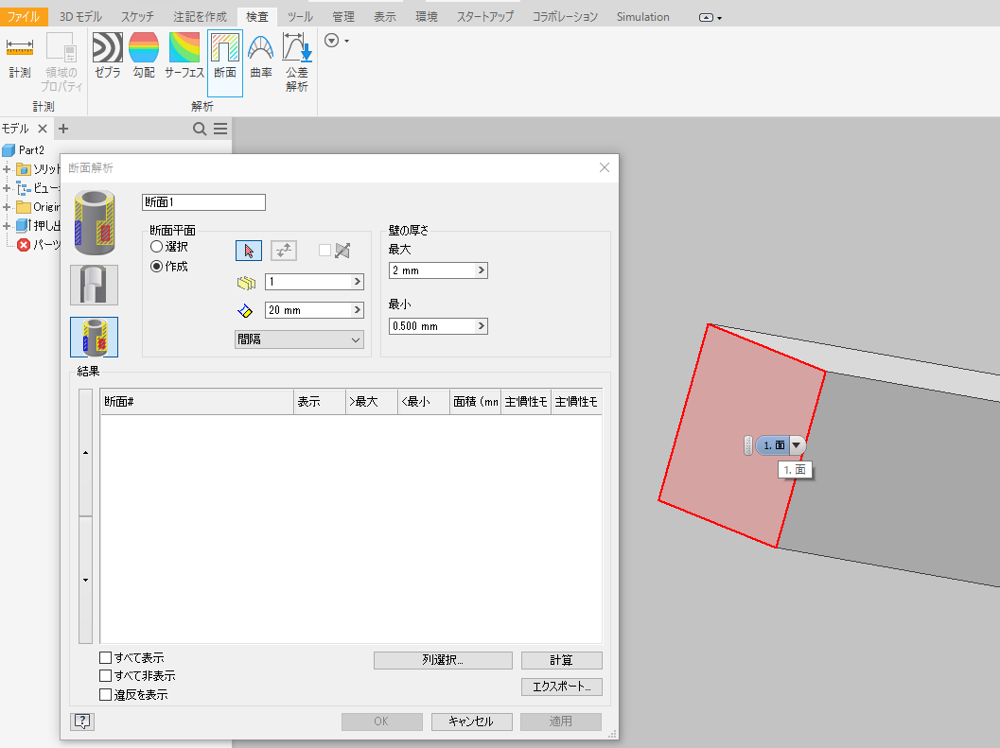 ファイル 3D モデル スケッチ 注記を作成 検査 ツール 管理 表示 環境 スタートアップ コラボレーション Simulation
計測 領域の プロパティ ゼブラ 勾配 サーフェス 断面 曲率 公差 解析
計測 解析
モデル
Part2
ソリッ
ビュー
Origin
押し出
パーツ
断面解析
断面1
断面平面
選択
作成
1
20 mm
間隔
壁の厚さ
最大
2 mm
最小
0.500 mm
結果
断面# 表示 >最大 <最小 面積 (mm 主慣性モ 主慣性モ
すべて表示
すべて非表示
違反を表示
列選択... 計算
エクスポート...
OK キャンセル 適用
1. 面
1. 面